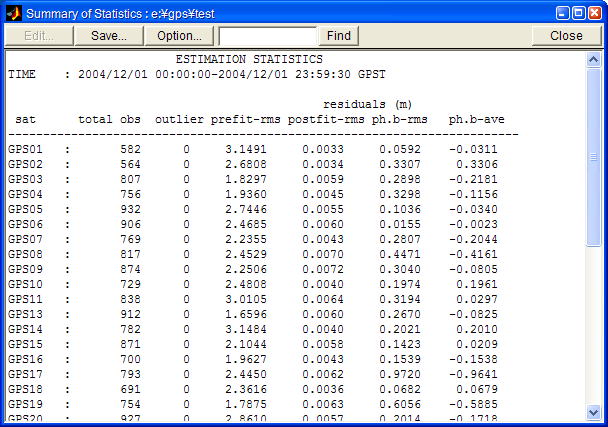 Summary of Statistics : e:¥gps¥test
Edit... Save... Option... Find Close
ESTIMATION STATISTICS
TIME : 2004/12/01 00:00:00-2004/12/01 23:59:30 GPST
residuals (m)
sat total obs outlier prefit-rms postfit-rms ph.b-rms ph.b-ave
--------------------------------------------------------------------------
GPS01 : 582 0 3.1491 0.0033 0.0592 -0.0311
GPS02 : 564 0 2.6808 0.0034 0.3307 0.3306
GPS03 : 807 0 1.8297 0.0059 0.2898 -0.2181
GPS04 : 756 0 1.9360 0.0045 0.3298 -0.1156
GPS05 : 932 0 2.7446 0.0055 0.1036 -0.0340
GPS06 : 906 0 2.4685 0.0060 0.0155 -0.0023
GPS07 : 769 0 2.2355 0.0043 0.2807 -0.2044
GPS08 : 817 0 2.4529 0.0070 0.4471 -0.4161
GPS09 : 874 0 2.2506 0.0072 0.3040 -0.0805
GPS10 : 729 0 2.4808 0.0040 0.1974 0.1961
GPS11 : 838 0 3.0105 0.0064 0.3194 0.0297
GPS13 : 912 0 1.6596 0.0060 0.2670 -0.0825
GPS14 : 782 0 3.1484 0.0040 0.2021 0.2010
GPS15 : 871 0 2.1044 0.0058 0.1423 0.0209
GPS16 : 700 0 1.9627 0.0043 0.1539 -0.1538
GPS17 : 793 0 2.4450 0.0062 0.9720 -0.9641
GPS18 : 691 0 2.3616 0.0036 0.0682 0.0679
GPS19 : 754 0 1.7875 0.0063 0.6056 -0.5885
GPS20 : 927 0 2.8610 0.0057 0.2014 -0.1718